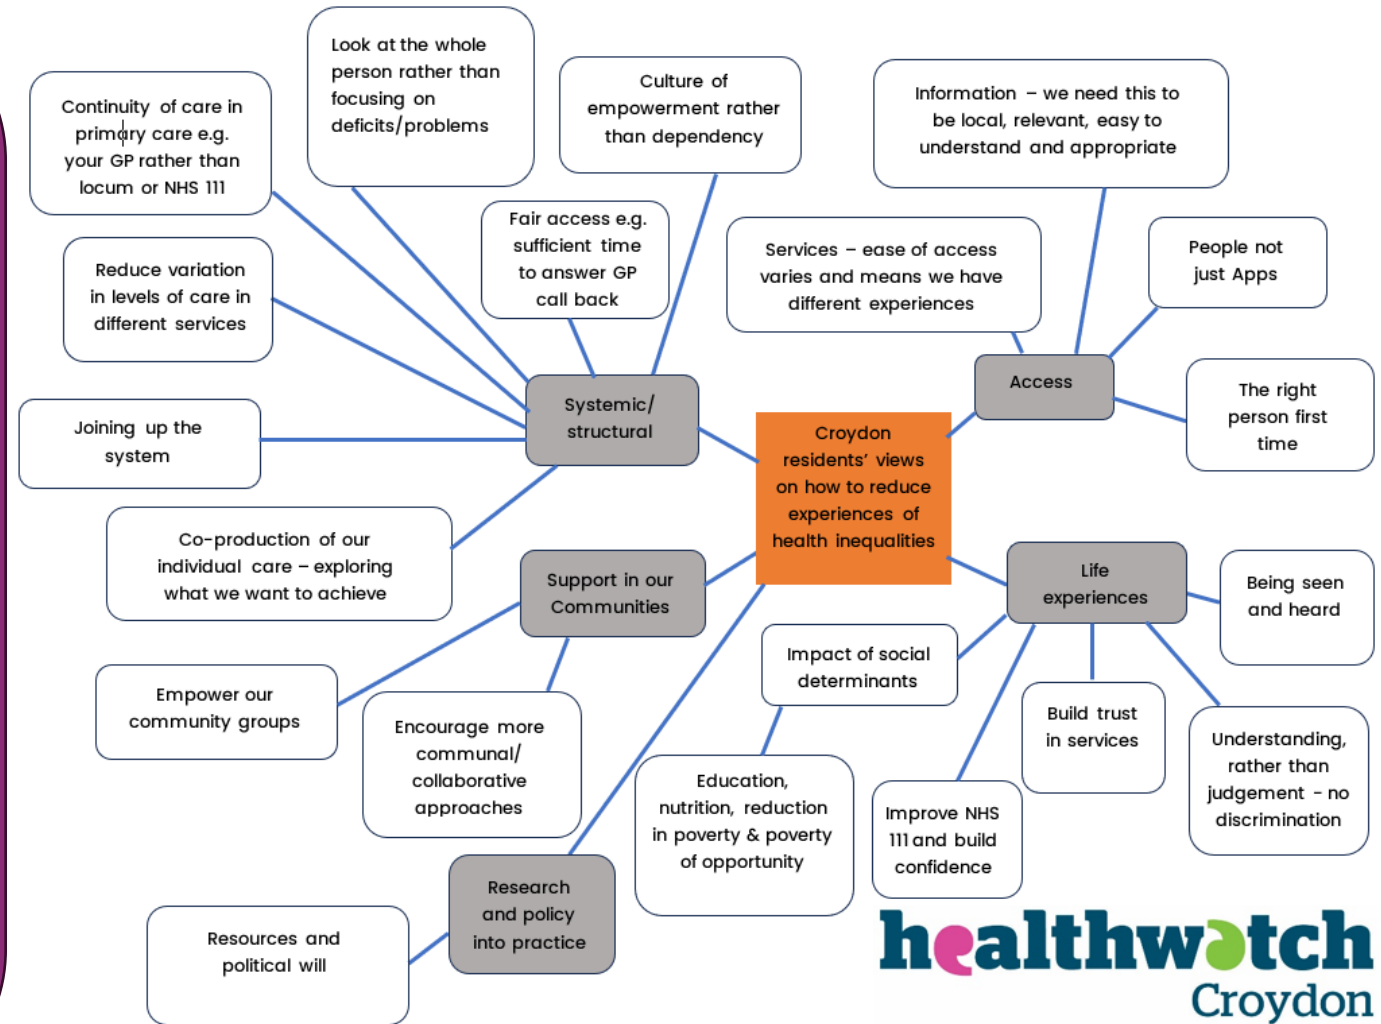 Look at the whole
person rather than
focusing on
deficits/problems
Culture of
empowerment rather
than dependency
Information – we need this to
be local, relevant, easy to
understand and appropriate
Continuity of care in
primary care e.g.
your GP rather than
locum or NHS 111
Fair access e.g.
sufficient time
to answer GP
call back
Services – ease of access
varies and means we have
different experiences
People not
just Apps
Reduce variation
in levels of care in
different services
Systemic/
structural
Access
The right
person first
time
Joining up the
system
Croydon
residents’ views
on how to reduce
experiences of
health inequalities
Co-production of our
individual care – exploring
what we want to achieve
Support in our
Communities
Life
experiences
Being seen
and heard
Empower our
community groups
Encourage more
communal/
collaborative
approaches
Impact of social
determinants
Build trust
in services
Understanding,
rather than
judgement - no
discrimination
Education,
nutrition, reduction
in poverty & poverty
of opportunity
Improve NHS
111 and build
confidence
Research
and policy
into practice
Resources and
political will
healthwatch
Croydon